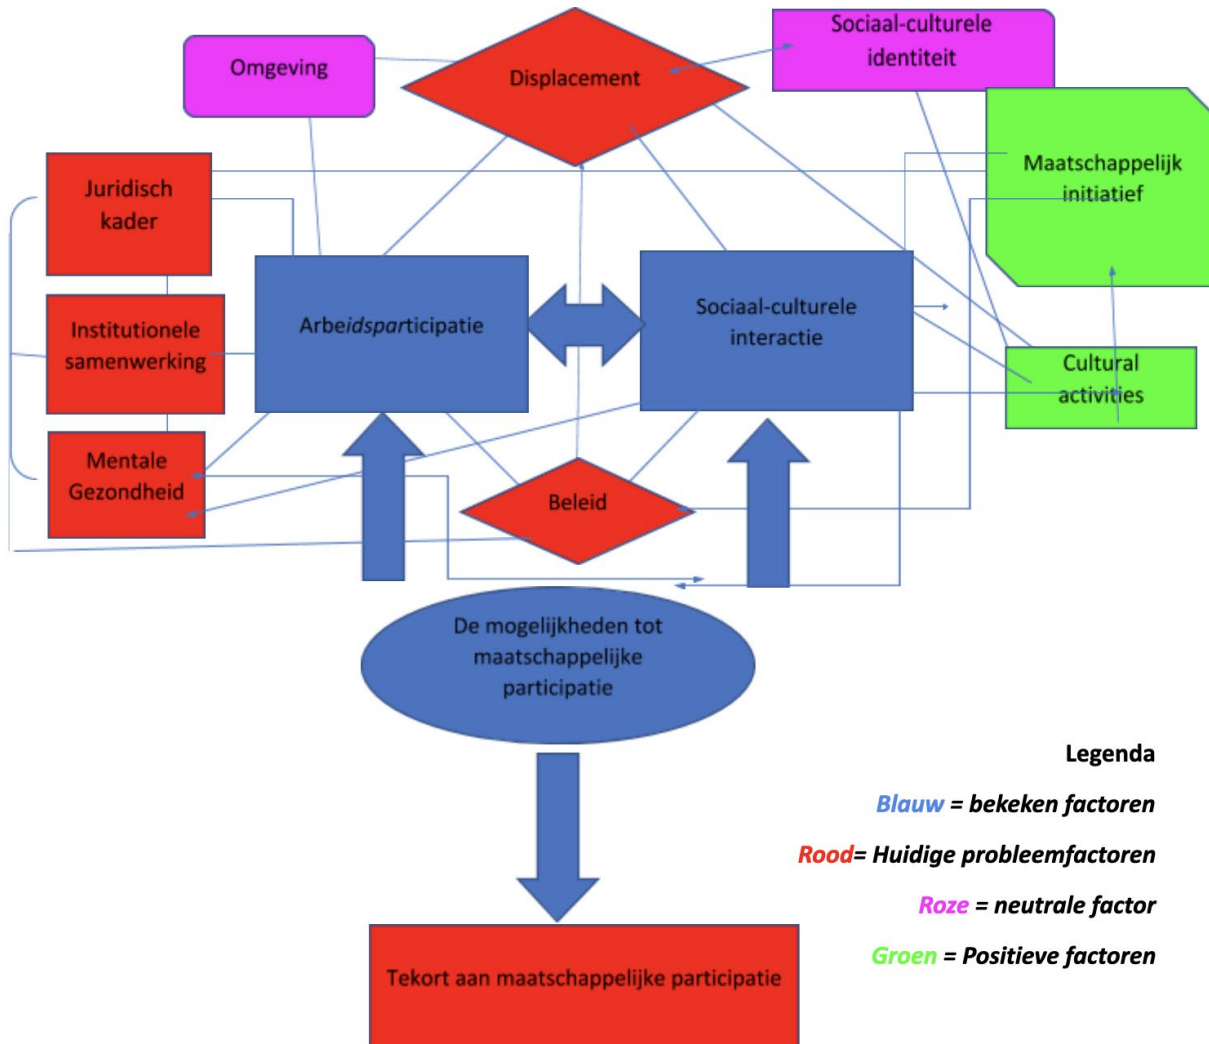 Omgeving
Displacement
Sociaal-culturele
identiteit
Juridisch
kader
Maatschappelijk
initiatief
Institutionele
samenwerking
Arbeidsparticipatie
Sociaal-culturele
interactie
Cultural
activities
Mentale
Gezondheid
Beleid
De mogelijkheden tot
maatschappelijke
participatie
Legenda
Blauw = bekeken factoren
Rood= Huidige probleemfactoren
Roze = neutrale factor
Groen = Positieve factoren
Tekort aan maatschappelijke participatie